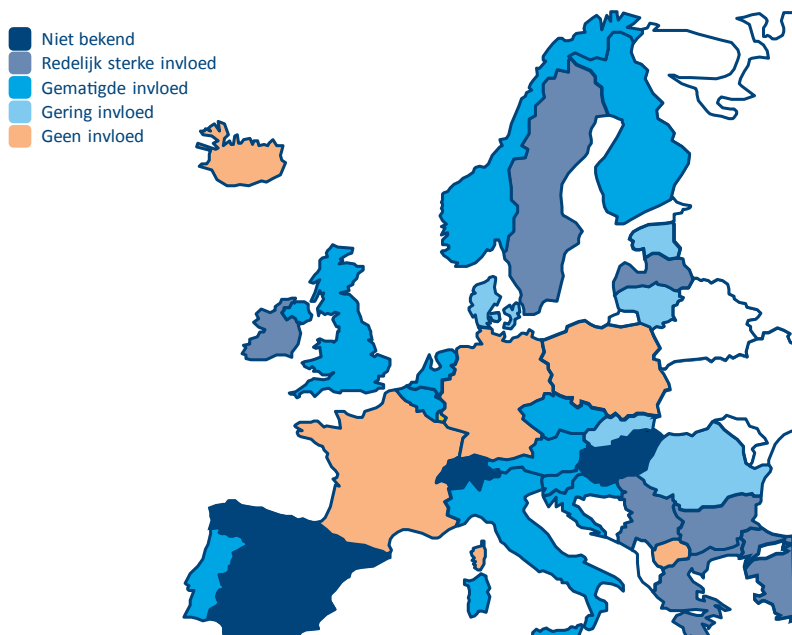 Niet bekend
Redelijk sterke invloed
Gematigde invloed
Gering invloed
Geen invloed